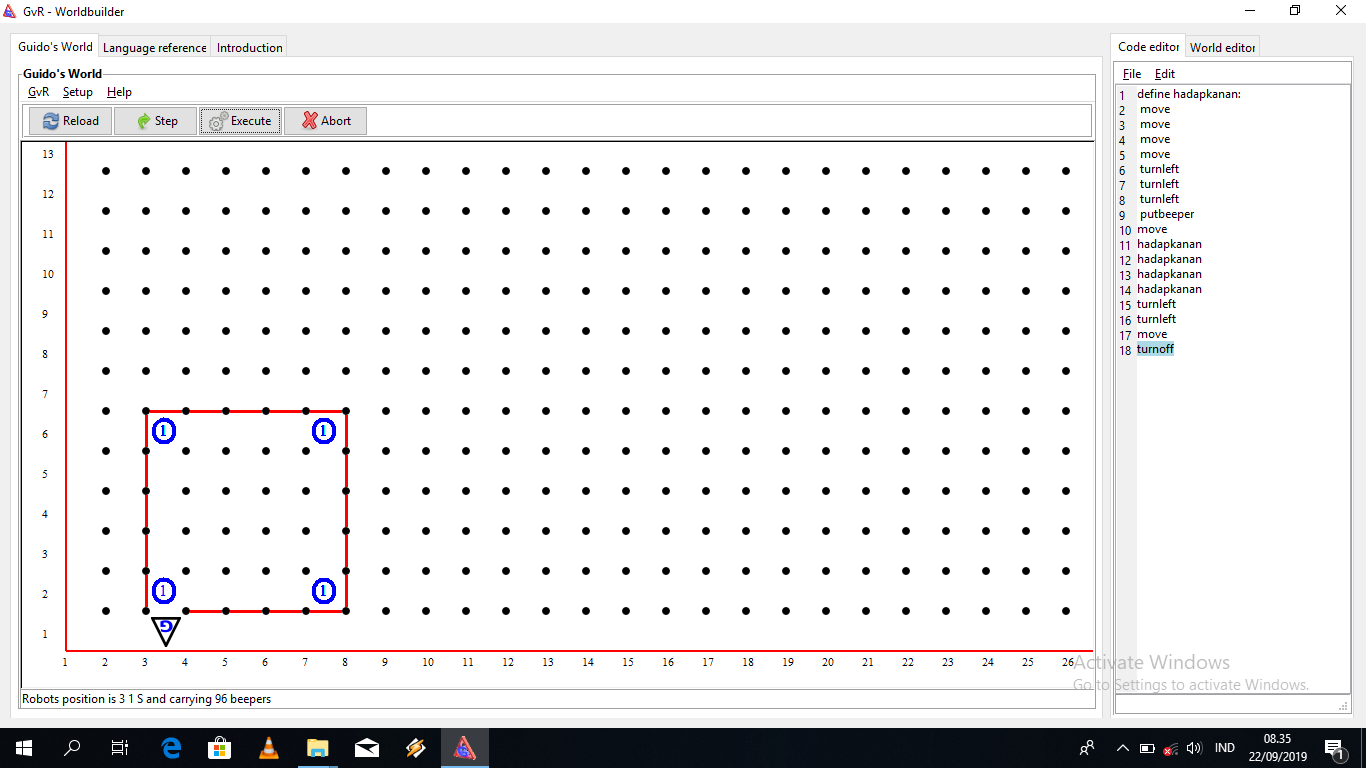 GvR - Worldbuilder
Guido's World Language reference Introduction
Guido's World
GvR Setup Help
Reload Step Execute Abort
13
12
11
10
9
8
7
6
5
4
3
2
1
1 1
1 1
G
1 2 3 4 5 6 7 8 9 10 11 12 13 14 15 16 17 18 19 20 21 22 23 24 25 26
Robots position is 3 1 S and carrying 96 beepers
Code editor World editor
File Edit
1 define hadapkanan:
2 move
3 move
4 move
5 move
6 turnleft
7 turnleft
8 turnleft
9 putbeeper
10 move
11 hadapkanan
12 hadapkanan
13 hadapkanan
14 hadapkanan
15 turnleft
16 turnleft
17 move
18 turnoff
Activate Windows
Go to Settings to activate Windows.
IND
08.35
22/09/2019
1